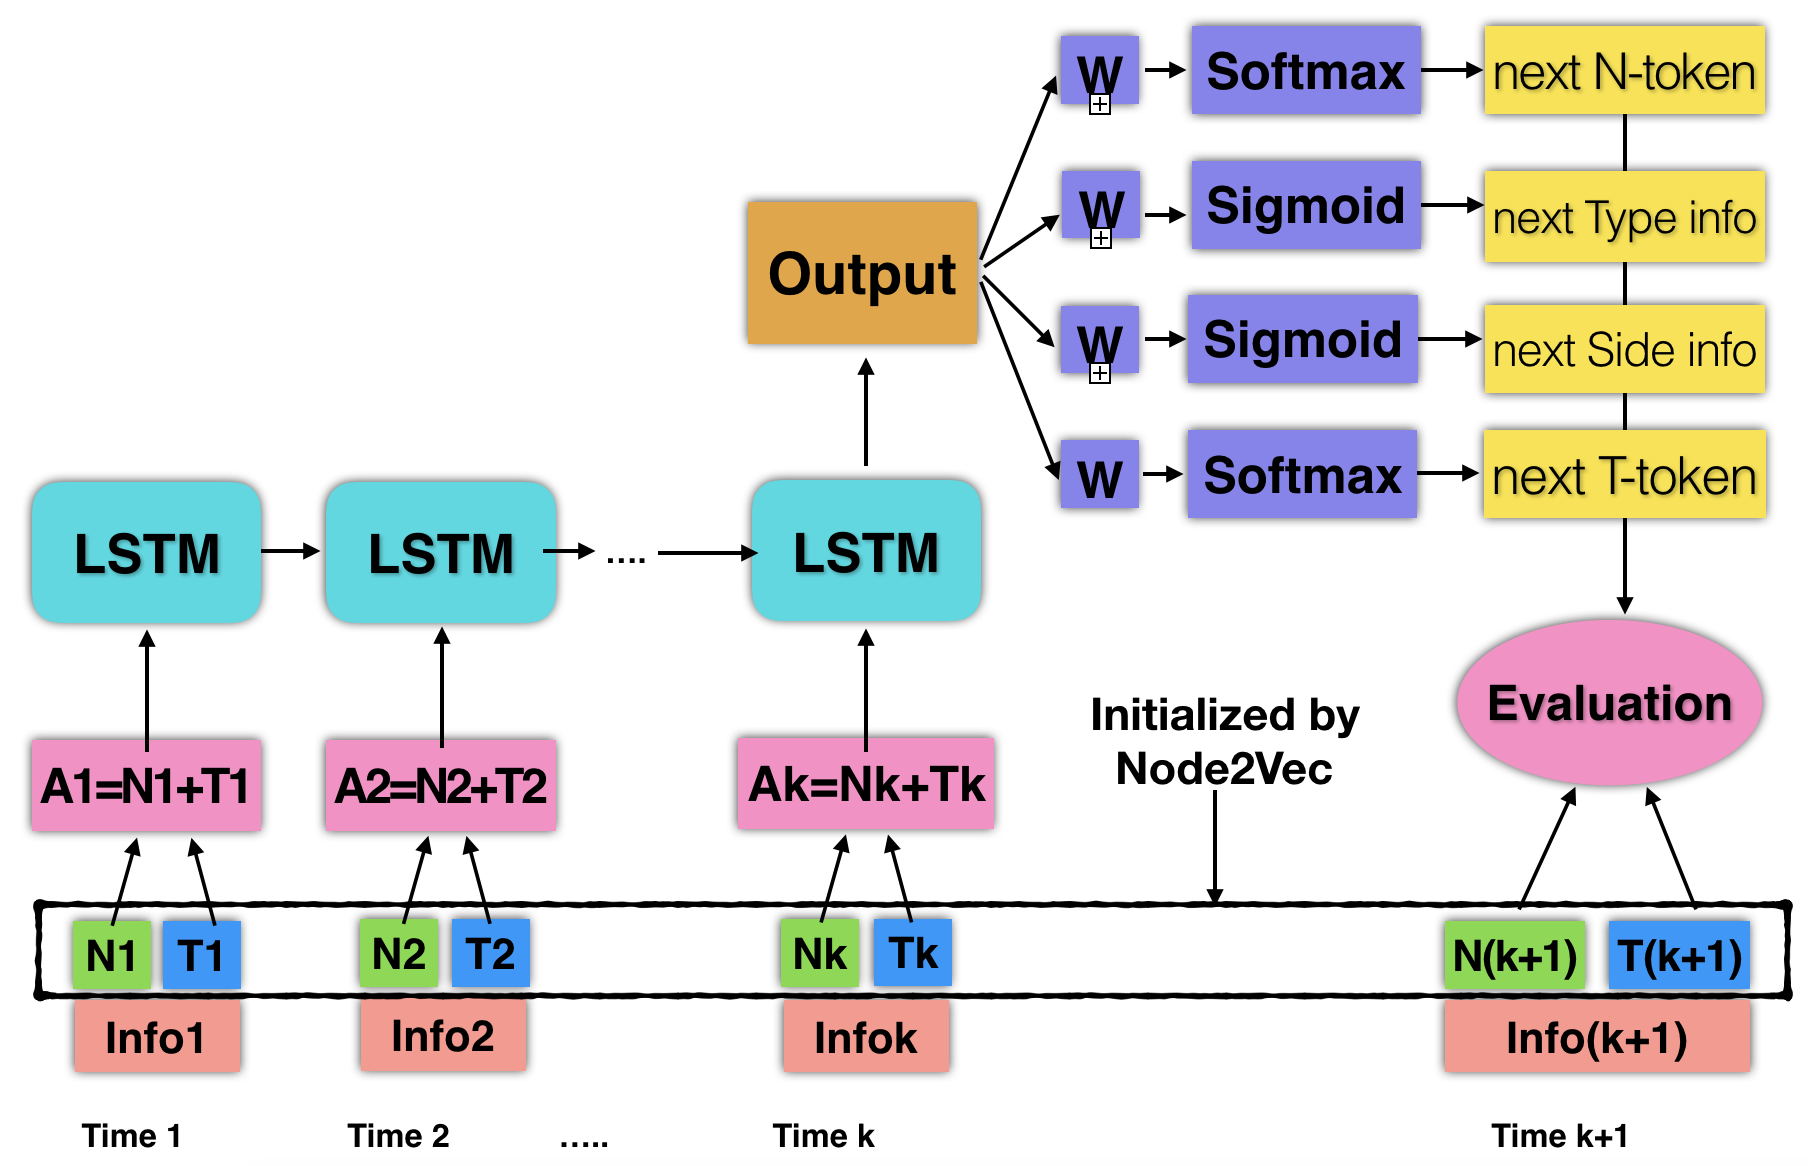 W
Softmax
next N-token
W
Sigmoid
next Type info
Output
W
Sigmoid
next Side info
W
Softmax
next T-token
LSTM
LSTM
....
LSTM
Initialized by
Node2Vec
Evaluation
A1=N1+T1
A2=N2+T2
Ak=Nk+Tk
N1
T1
N2
T2
Nk
Tk
N(k+1)
T(k+1)
Info1
Info2
Infok
Info(k+1)
Time 1
Time 2
.....
Time k
Time k+1